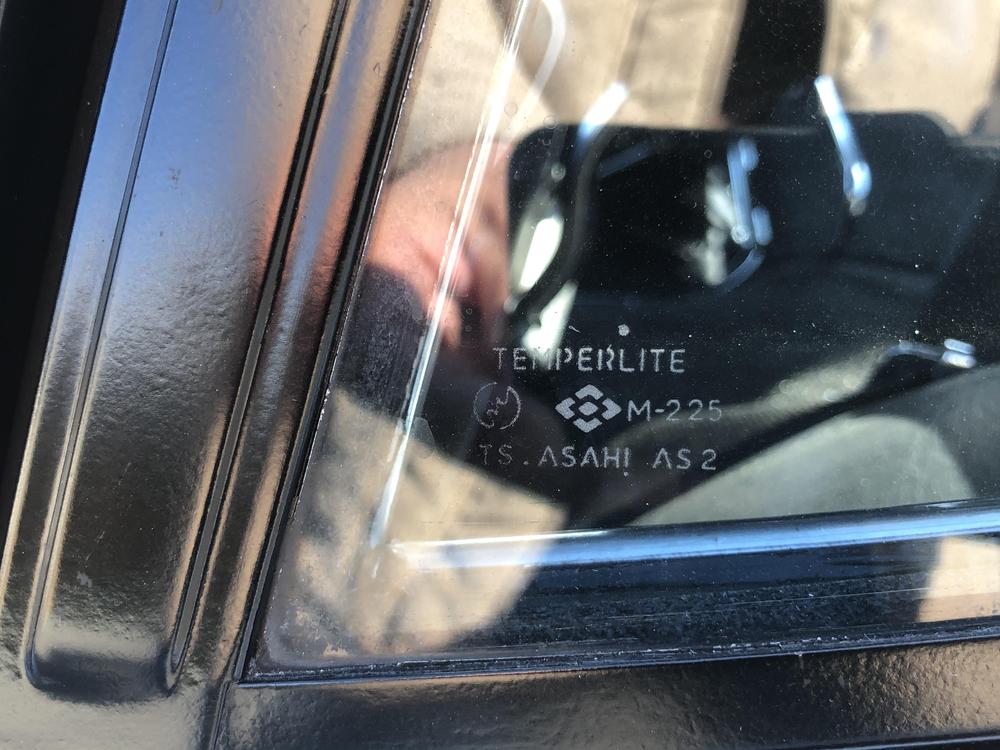 TEMPERLITE
M-225
TS. ASAHI AS2